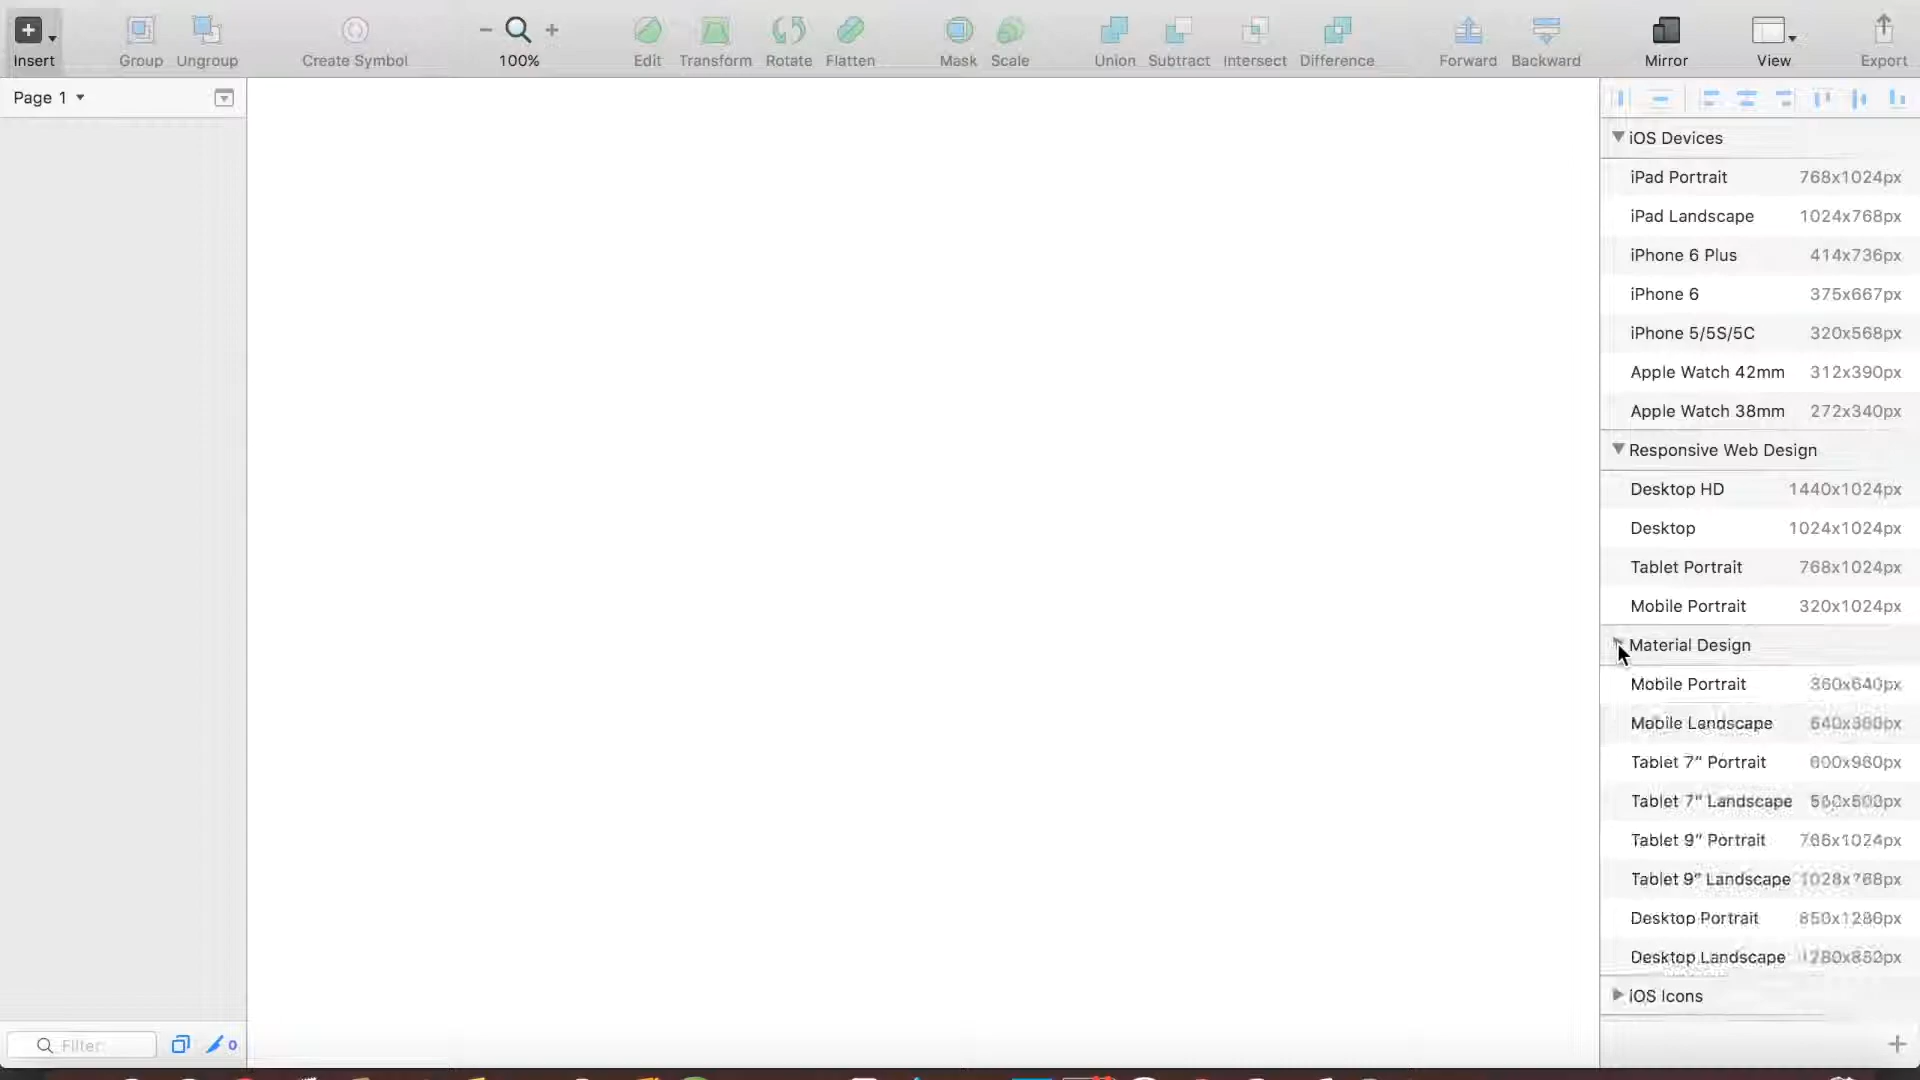 Insert Group Ungroup Create Symbol 100% Edit Transform Rotate Flatten Mask Scale Union Subtract Intersect Difference Forward Backward Mirror View Export
Page 1
iOS Devices
iPad Portrait 768x1024px
iPad Landscape 1024x768px
iPhone 6 Plus 414x736px
iPhone 6 375x667px
iPhone 5/5S/5C 320x568px
Apple Watch 42mm 312x390px
Apple Watch 38mm 272x340px
Responsive Web Design
Desktop HD 1440x1024px
Desktop 1024x1024px
Tablet Portrait 768x1024px
Mobile Portrait 320x1024px
Material Design
Mobile Portrait 360x640px
Mobile Landscape 640x360px
Tablet 7” Portrait
Tablet 7” Landscape
Tablet 9” Portrait
Tablet 9” Landscape
Desktop Portrait
Desktop Landscape
iOS Icons
Filter 0